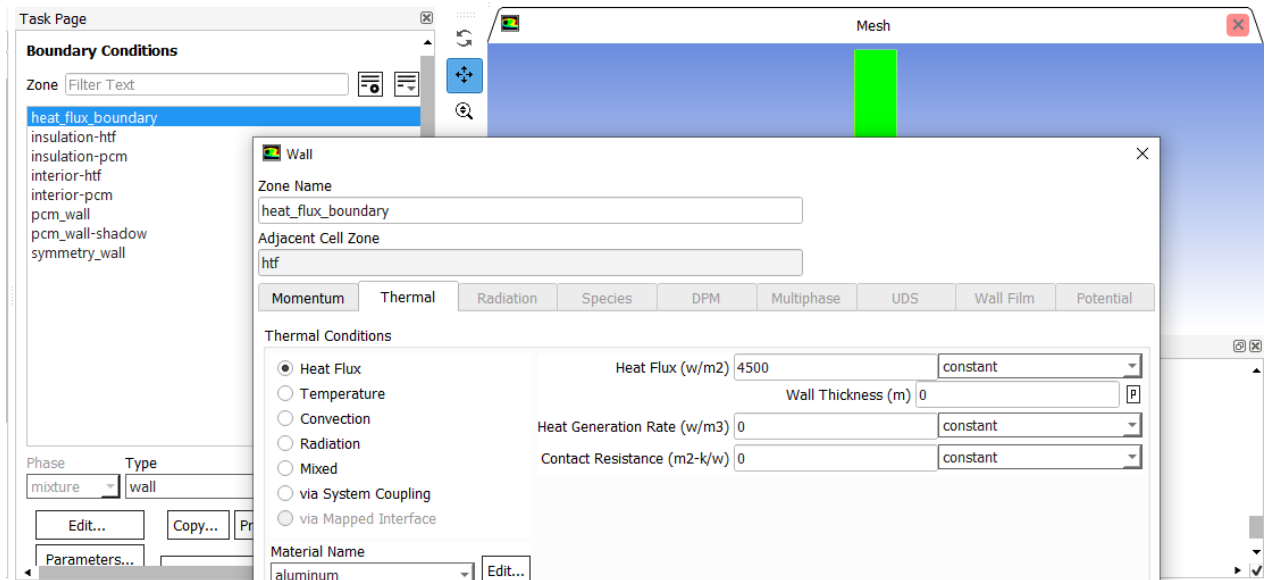 Task Page
Boundary Conditions
Zone Filter Text
heat_flux_boundary
insulation-htf
insulation-pcm
interior-htf
interior-pcm
pcm_wall
pcm_wall-shadow
symmetry_wall
Phase Type
mixture wall
Edit... Copy... Pr
Parameters...
Mesh
Wall
Zone Name
heat_flux_boundary
Adjacent Cell Zone
htf
Momentum Thermal Radiation Species DPM Multiphase UDS Wall Film Potential
Thermal Conditions
Heat Flux
Temperature
Convection
Radiation
Mixed
via System Coupling
via Mapped Interface
Heat Flux (w/m2) 4500 constant
Wall Thickness (m) 0 P
Heat Generation Rate (w/m3) 0 constant
Contact Resistance (m2-k/w) 0 constant
Material Name
aluminum Edit...